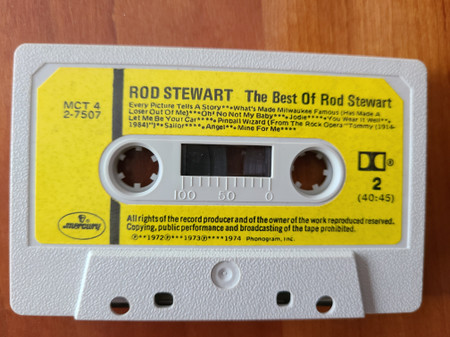 ROD STEWART The Best Of Rod Stewart
MCT 4
2-7507
Every Picture Tells A Story**•What's Made Milwaukee Famous (Has Made A
Loser Out Of Me)***•Oh! No Not My Baby***•Jodie****•You Wear It Well**•
Let Me Be Your Car****•Pinball Wizard (From The Rock Opera "Tommy (1914-
1984)")**•Sailor****•Angel**•Mine For Me****
100 50 0
®
2
(40:45)
mercury
All rights of the record producer and of the owner of the work reproduced reserved.
Copying, public performance and broadcasting of the tape prohibited.
℗**1972℗***1973℗****1974 Phonogram, Inc.